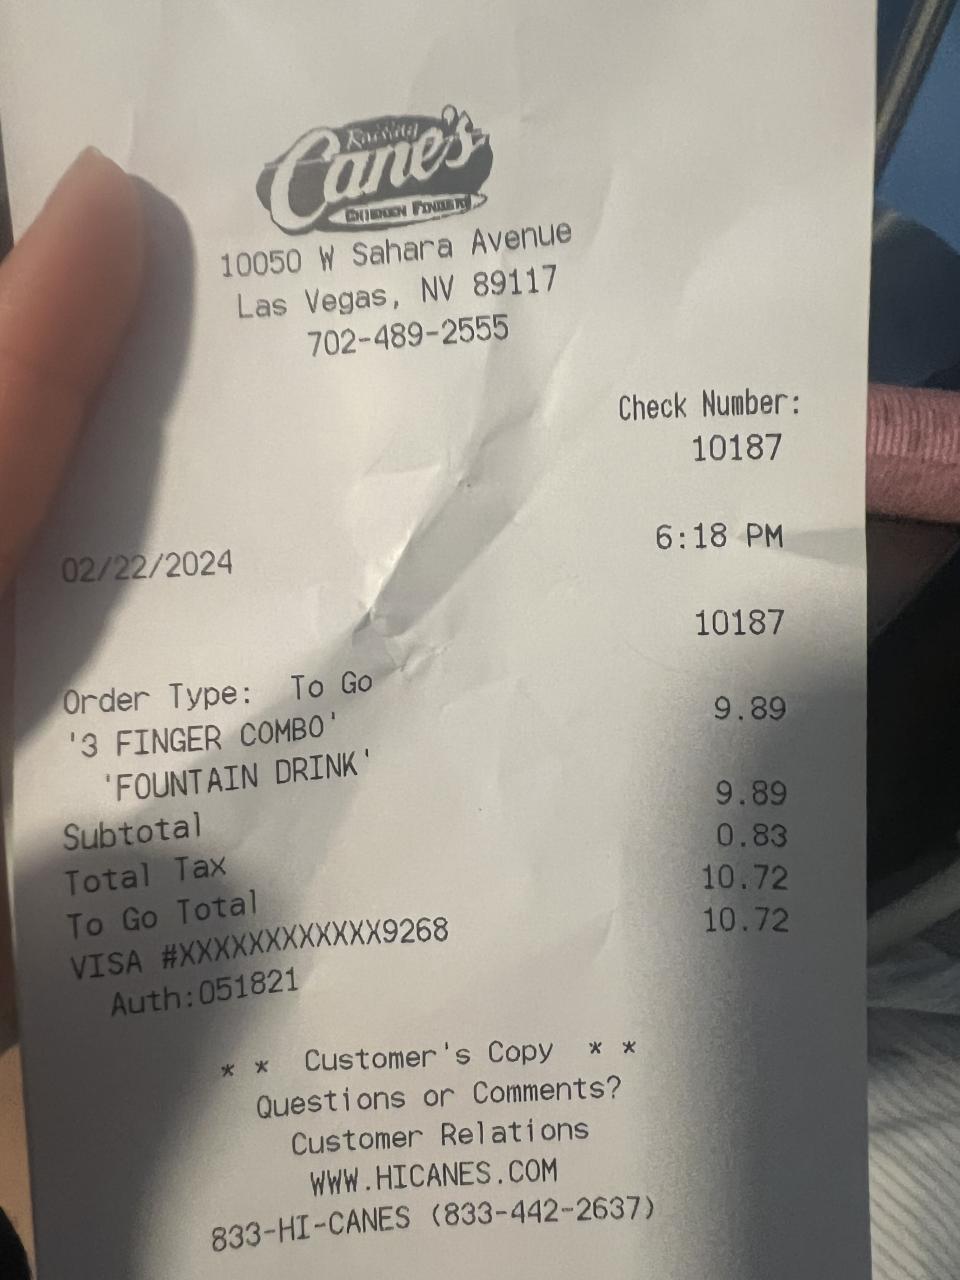 Raising
Cane's
CHICKEN FINGERS
10050 W Sahara Avenue
Las Vegas, NV 89117
702-489-2555
Check Number:
10187
02/22/2024 6:18 PM
10187
Order Type: To Go
'3 FINGER COMBO' 9.89
'FOUNTAIN DRINK'
Subtotal 9.89
Total Tax 0.83
To Go Total 10.72
VISA #XXXXXXXXXXXX9268 10.72
Auth:051821
* * Customer's Copy * *
Questions or Comments?
Customer Relations
WWW.HICANES.COM
833-HI-CANES (833-442-2637)